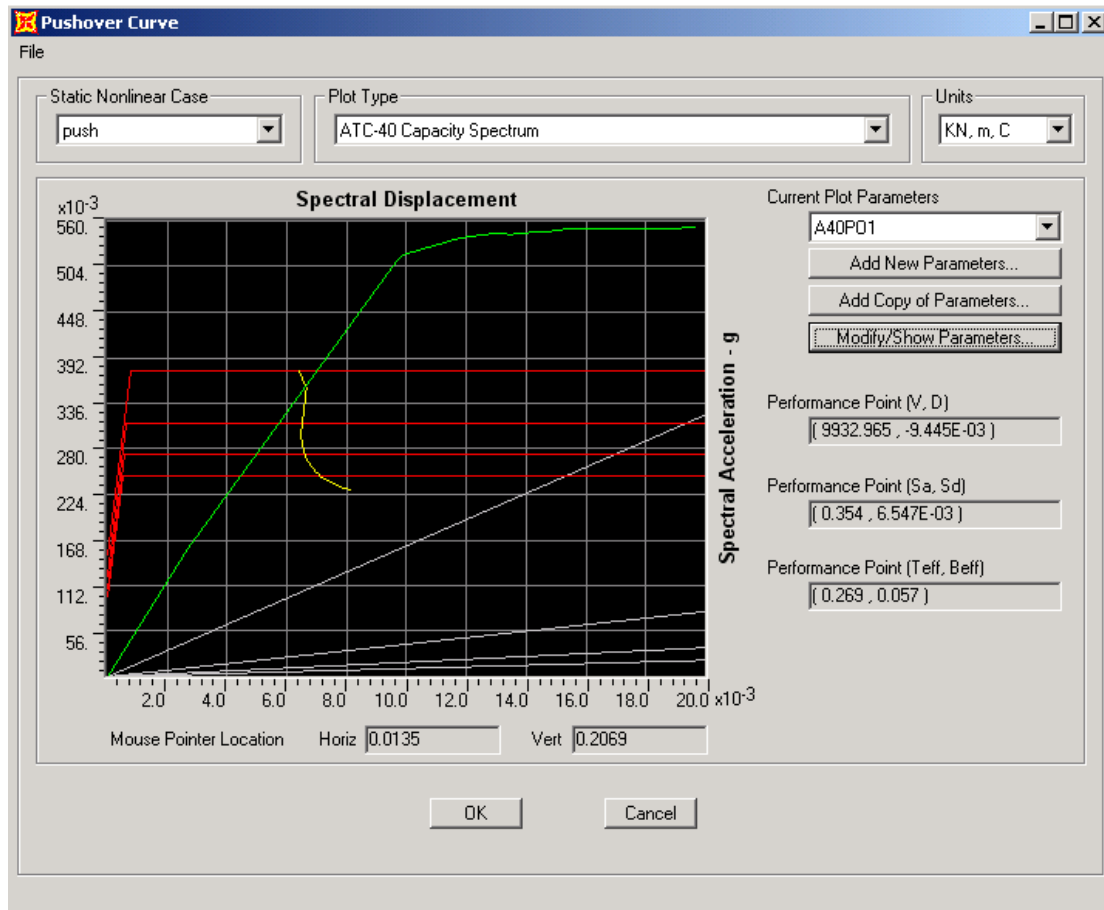 Pushover Curve
File
Static Nonlinear Case
push
Plot Type
ATC-40 Capacity Spectrum
Units
KN, m, C
Spectral Displacement
x10-3
560.
504.
448.
392.
336.
280.
224.
168.
112.
56.
2.0 4.0 6.0 8.0 10.0 12.0 14.0 16.0 18.0 20.0 x10-3
Spectral Acceleration - g
Mouse Pointer Location Horiz 0.0135 Vert 0.2069
Current Plot Parameters
A40PO1
Add New Parameters...
Add Copy of Parameters...
Modify/Show Parameters...
Performance Point (V, D)
( 9932.965 , -9.445E-03 )
Performance Point (Sa, Sd)
( 0.354 , 6.547E-03 )
Performance Point (Teff, Beff)
( 0.269 , 0.057 )
OK Cancel